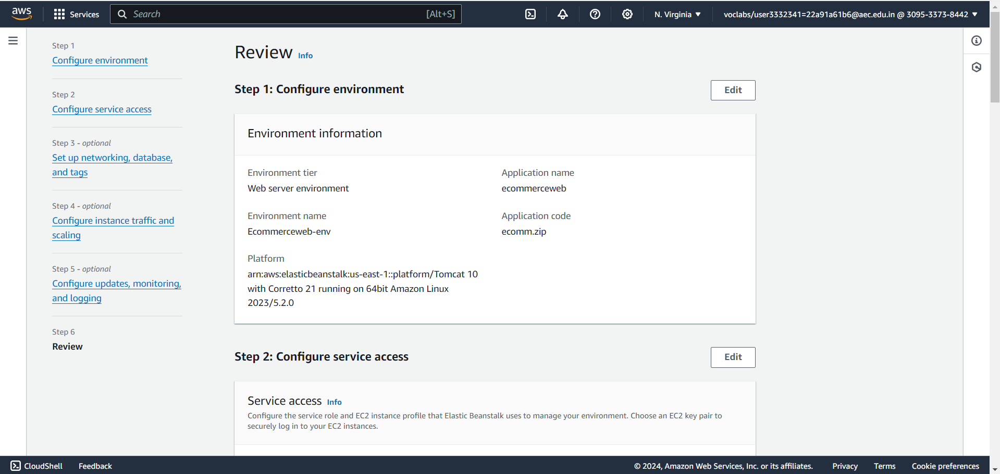 aws
Services
Search
[Alt+S]
N. Virginia
voclabs/user3332341=22a91a61b6@aec.edu.in @ 3095-3373-8442
Step 1
Configure environment
Step 2
Configure service access
Step 3 - optional
Set up networking, database,
and tags
Step 4 - optional
Configure instance traffic and
scaling
Step 5 - optional
Configure updates, monitoring,
and logging
Step 6
Review
Review Info
Step 1: Configure environment
Edit
Environment information
Environment tier
Web server environment
Application name
ecommerceweb
Environment name
Ecommerceweb-env
Application code
ecomm.zip
Platform
arn:aws:elasticbeanstalk:us-east-1::platform/Tomcat 10
with Corretto 21 running on 64bit Amazon Linux
2023/5.2.0
Step 2: Configure service access
Edit
Service access Info
Configure the service role and EC2 instance profile that Elastic Beanstalk uses to manage your environment. Choose an EC2 key pair to
securely log in to your EC2 instances.
CloudShell
Feedback
© 2024, Amazon Web Services, Inc. or its affiliates.
Privacy
Terms
Cookie preferences